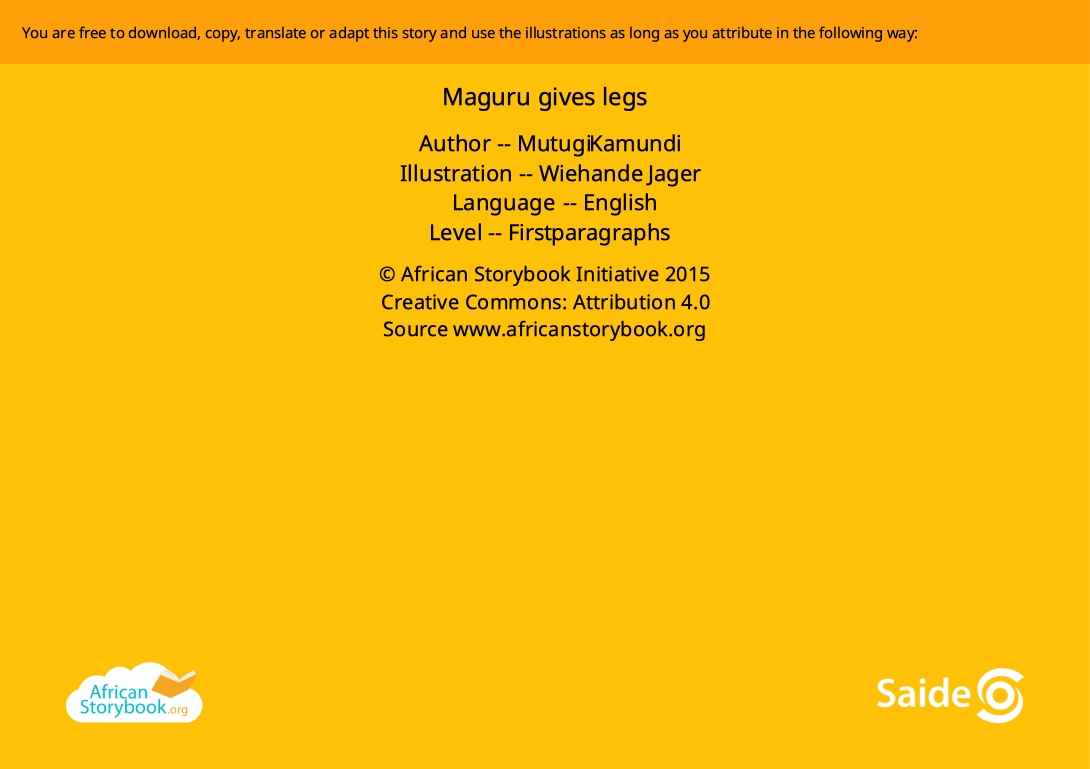 You are free to download, copy, translate or adapt this story and use the illustrations as long as you attribute in the following way:
Maguru gives legs
Author -- MutugiKamundi
Illustration -- Wiehande Jager
Language -- English
Level -- Firstparagraphs
© African Storybook Initiative 2015
Creative Commons: Attribution 4.0
Source www.africanstorybook.org
African
Storybook.org
Saide